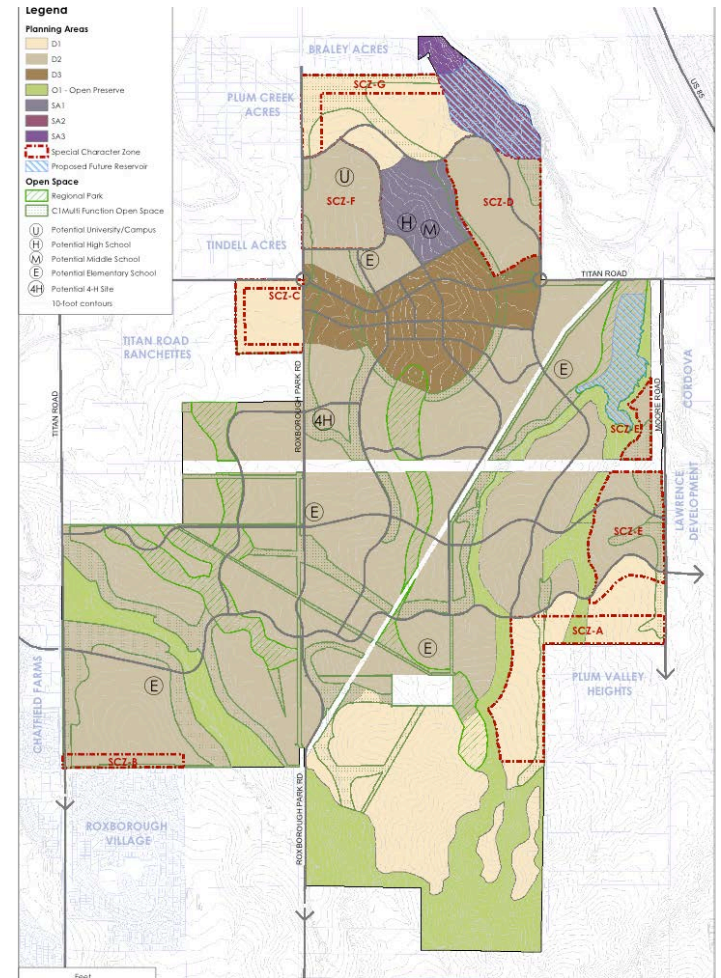 Legend
Planning Areas
D1
D2
D3
O1 - Open Preserve
SA1
SA2
SA3
Special Character Zone
Proposed Future Reservoir
Open Space
Regional Park
C1Multi Function Open Space
U Potential University/Campus
H Potential High School
M Potential Middle School
E Potential Elementary School
4H Potential 4-H Site
10-foot contours
BRALEY ACRES
US 85
SCZ-G
PLUM CREEK
ACRES
U
SCZ-F
SCZ-D
H
M
TINDELL ACRES
E
TITAN ROAD
SCZ-C
TITAN ROAD
RANCHETTES
E
CORDOVA
MOORE ROAD
ROXBOROUGH PARK RD
TITAN ROAD
4H
SCZ-E
E
SCZ-E
LAWRENCE
DEVELOPMENT
SCZ-A
E
PLUM VALLEY
HEIGHTS
E
CHATFIELD FARMS
SCZ-B
ROXBOROUGH PARK RD
ROXBOROUGH
VILLAGE
Feet